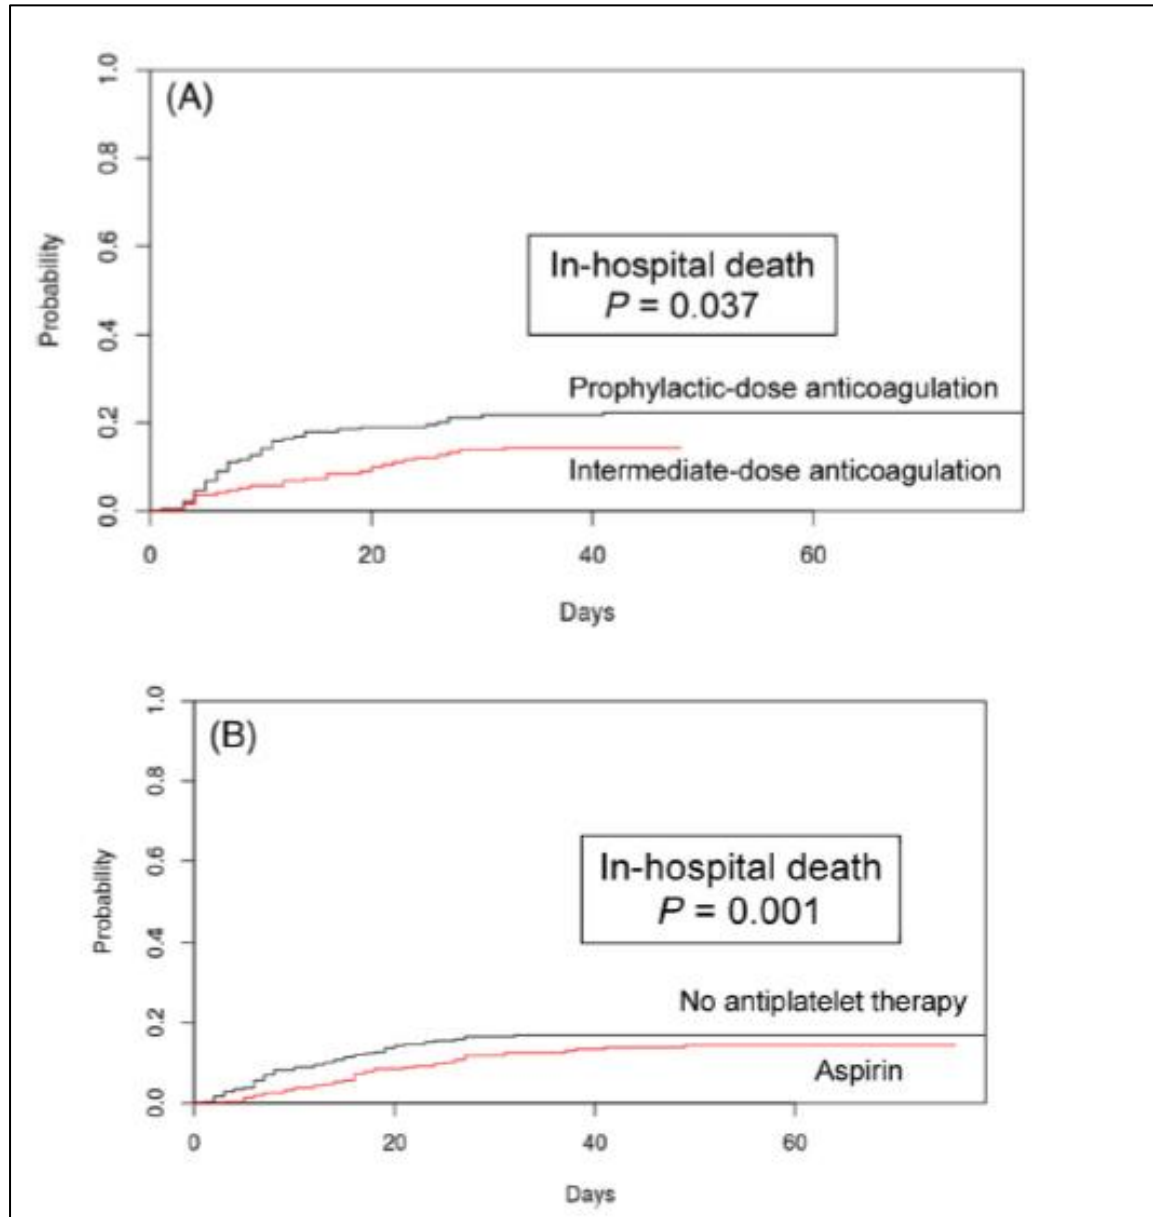 (A)
1.0
0.8
0.6
0.4
0.2
0.0
Probability
In-hospital death
P = 0.037
Prophylactic-dose anticoagulation
Intermediate-dose anticoagulation
0 20 40 60
Days
(B)
1.0
0.8
0.6
0.4
0.2
0.0
Probability
In-hospital death
P = 0.001
No antiplatelet therapy
Aspirin
0 20 40 60
Days